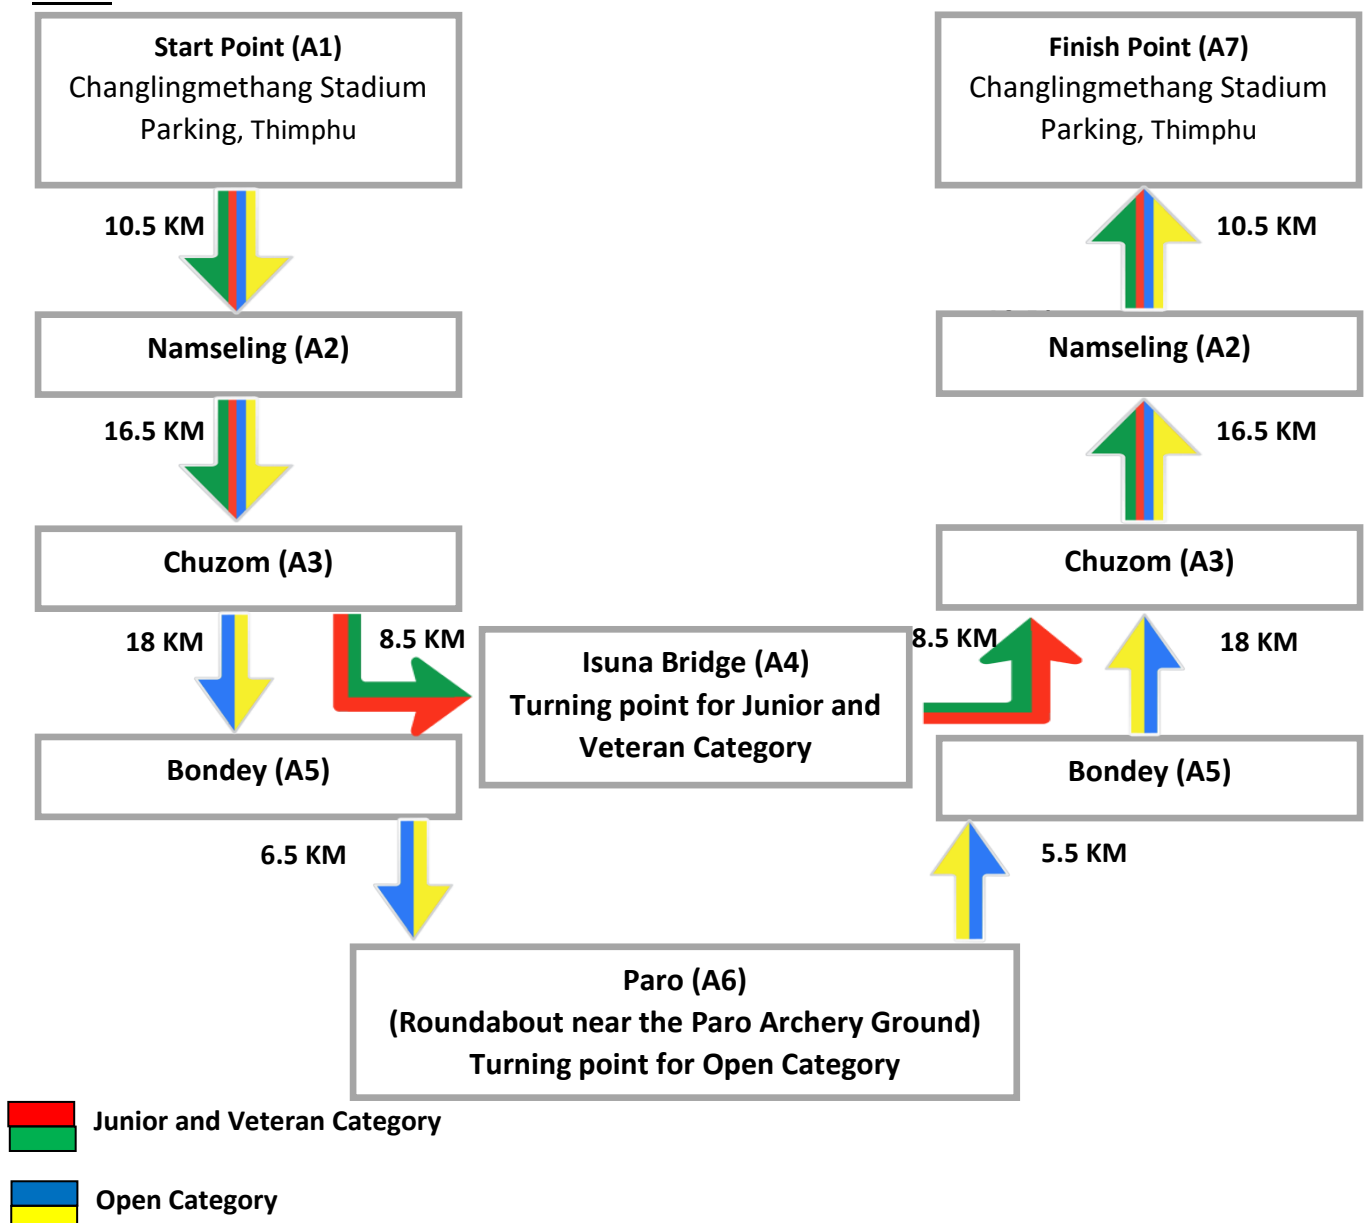 Start Point (A1)
Changlingmethang Stadium
Parking, Thimphu
10.5 KM
Namseling (A2)
16.5 KM
Chuzom (A3)
18 KM
8.5 KM
Bondey (A5)
6.5 KM
Isuna Bridge (A4)
Turning point for Junior and
Veteran Category
Paro (A6)
(Roundabout near the Paro Archery Ground)
Turning point for Open Category
Finish Point (A7)
Changlingmethang Stadium
Parking, Thimphu
10.5 KM
Namseling (A2)
16.5 KM
Chuzom (A3)
8.5 KM
18 KM
Bondey (A5)
5.5 KM
Junior and Veteran Category
Open Category